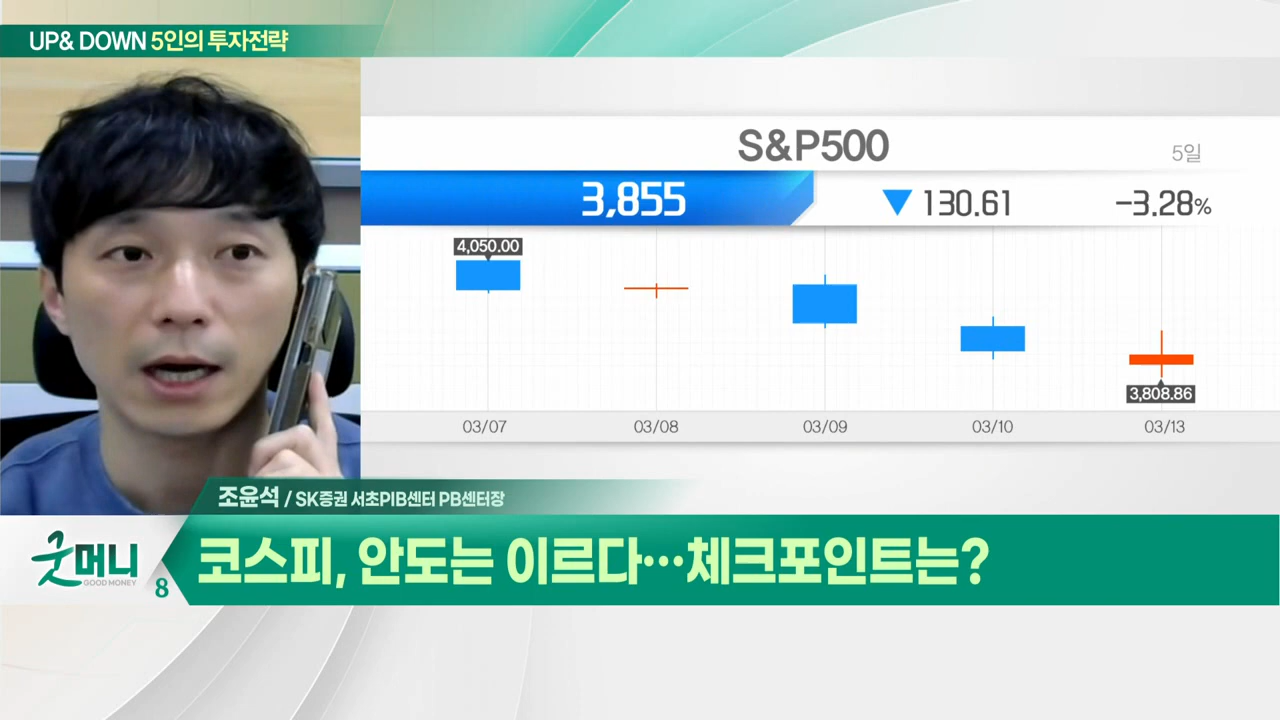 UP& DOWN 5인의 투자전략
S&P500
5일
3,855
▼ 130.61
-3.28%
4,050.00
3,808.86
03/07
03/08
03/09
03/10
03/13
조윤석 / SK증권 서초PIB센터 PB센터장
굿머니
GOOD MONEY
8
코스피, 안도는 이르다…체크포인트는?